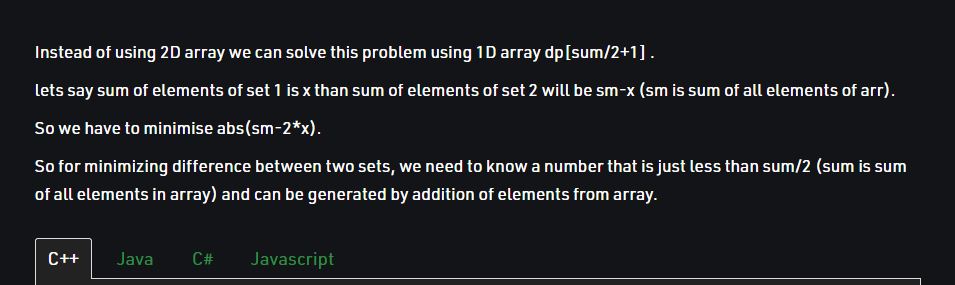 Instead of using 2D array we can solve this problem using 1D array dp[sum/2+1] .
lets say sum of elements of set 1 is x than sum of elements of set 2 will be sm-x (sm is sum of all elements of arr).
So we have to minimise abs(sm-2*x).
So for minimizing difference between two sets, we need to know a number that is just less than sum/2 (sum is sum
of all elements in array) and can be generated by addition of elements from array.
C++ Java C# Javascript